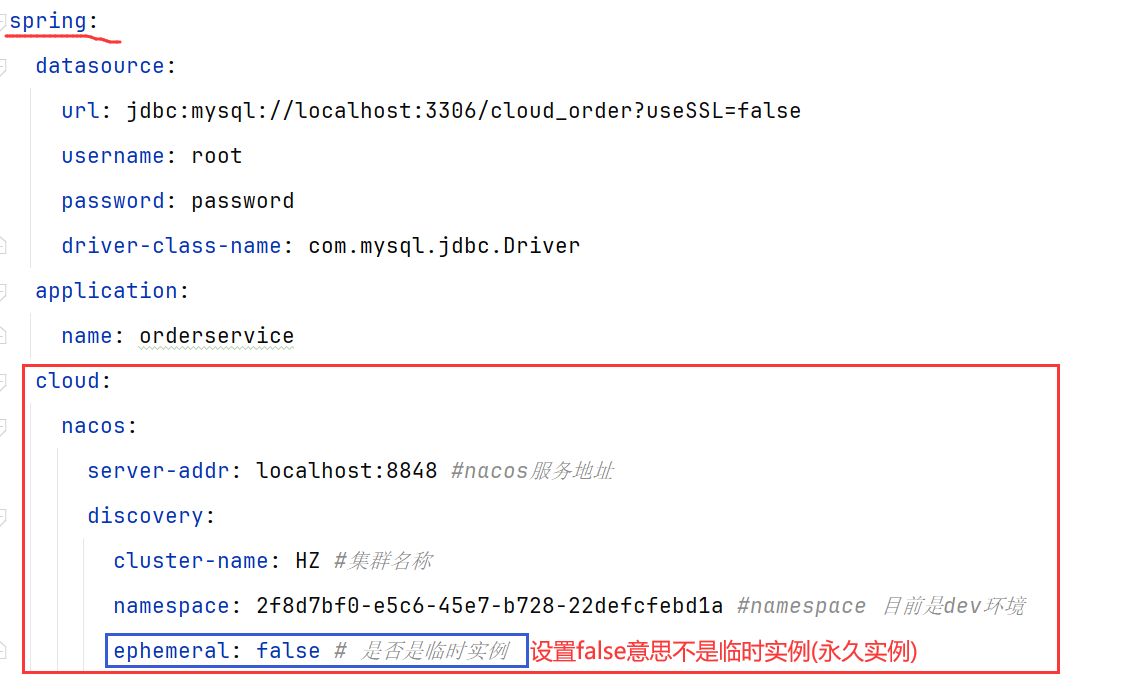 spring:
datasource:
url: jdbc:mysql://localhost:3306/cloud_order?useSSL=false
username: root
password: password
driver-class-name: com.mysql.jdbc.Driver
application:
name: orderservice
cloud:
nacos:
server-addr: localhost:8848 #nacos服务地址
discovery:
cluster-name: HZ #集群名称
namespace: 2f8d7bf0-e5c6-45e7-b728-22defcfebd1a #namespace 目前是dev环境
ephemeral: false # 是否是临时实例 设置false意思不是临时实例(永久实例)